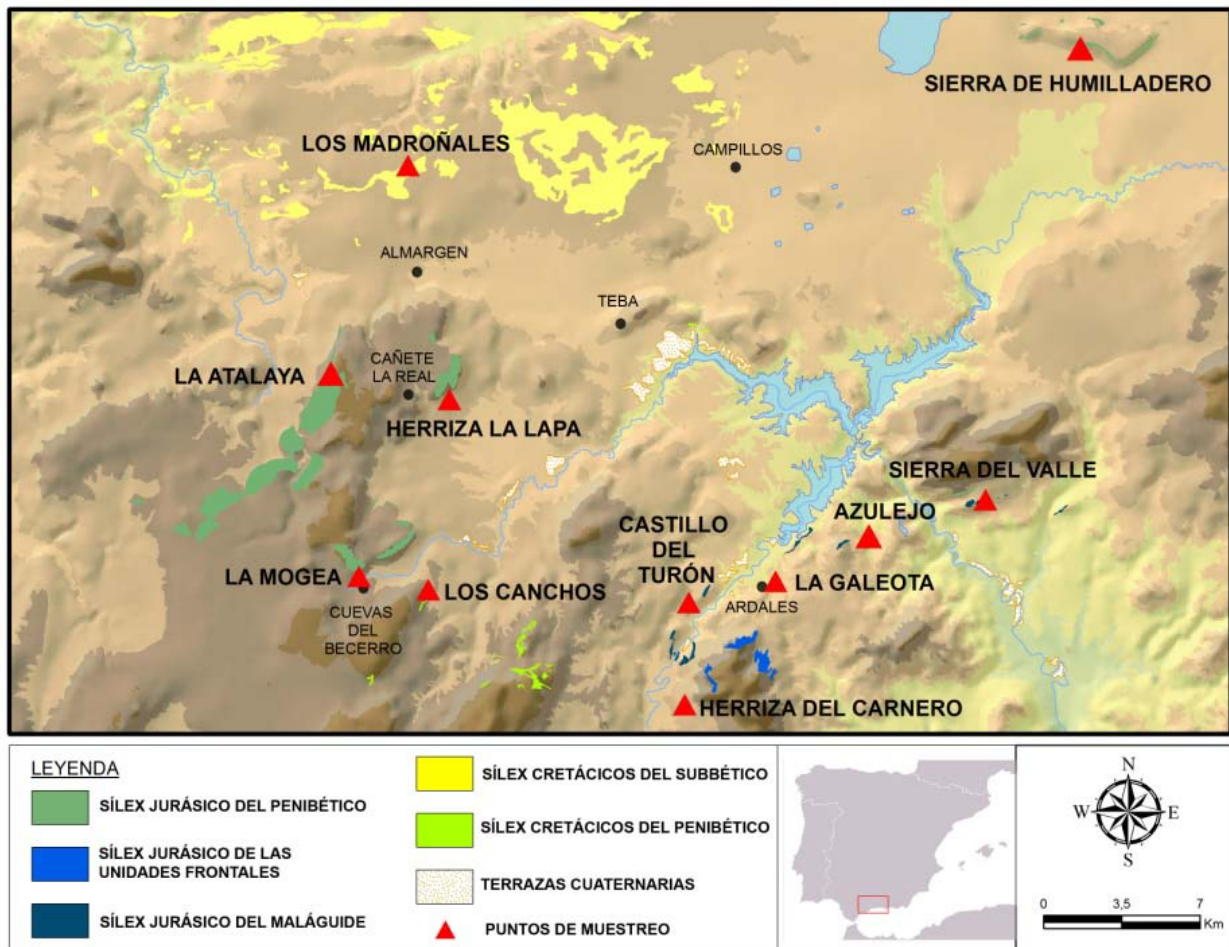 SIERRA DE HUMILLADERO
LOS MADROÑALES
CAMPILLOS
ALMARGEN
TEBA
LA ATALAYA
CAÑETE
LA REAL
HERRIZA LA LAPA
SIERRA DEL VALLE
AZULEJO
CASTILLO
DEL
TURÓN
LA MOGEA
LOS CANCHOS
LA GALEOTA
ARDALES
CUEVAS
DEL
BECERRO
HERRIZA DEL CARNERO
LEYENDA
SÍLEX JURÁSICO DEL PENIBÉTICO
SÍLEX JURÁSICO DE LAS
UNIDADES FRONTALES
SÍLEX JURÁSICO DEL MALÁGUIDE
SÍLEX CRETÁCICOS DEL SUBBÉTICO
SÍLEX CRETÁCICOS DEL PENIBÉTICO
TERRAZAS CUATERNARIAS
PUNTOS DE MUESTREO
N
W E
S
0 3,5 7
Km